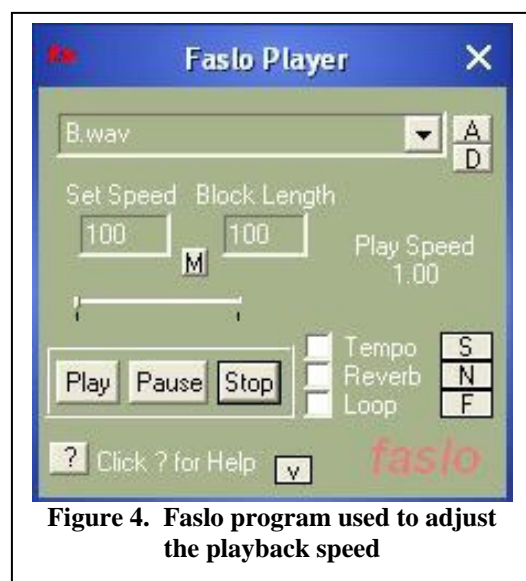 fs
Faslo Player
B.wav
A
D
Set Speed Block Length
100 100
M
Play Speed
1.00
Tempo S
Play Pause Stop Reverb N
Loop F
? Click ? for Help v faslo
Figure 4. Faslo program used to adjust
the playback speed